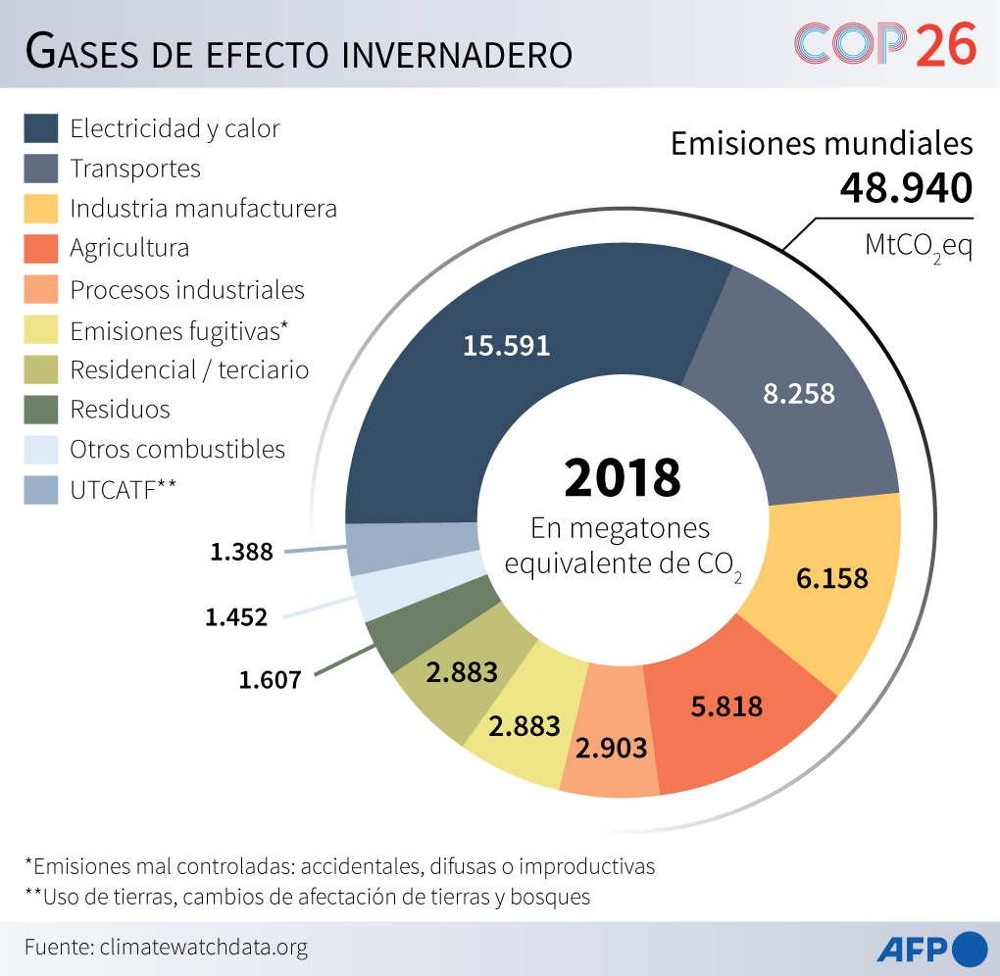 GASES DE EFECTO INVERNADERO
COP 26
Electricidad y calor
Transportes
Industria manufacturera
Agricultura
Procesos industriales
Emisiones fugitivas*
Residencial / terciario
Residuos
Otros combustibles
UTCATF**
Emisiones mundiales
48.940
MtCO₂eq
15.591
8.258
6.158
5.818
2.903
2.883
2.883
1.607
1.452
1.388
2018
En megatones
equivalente de CO₂
*Emisiones mal controladas: accidentales, difusas o improductivas
**Uso de tierras, cambios de afectación de tierras y bosques
Fuente: climatewatchdata.org
AFP